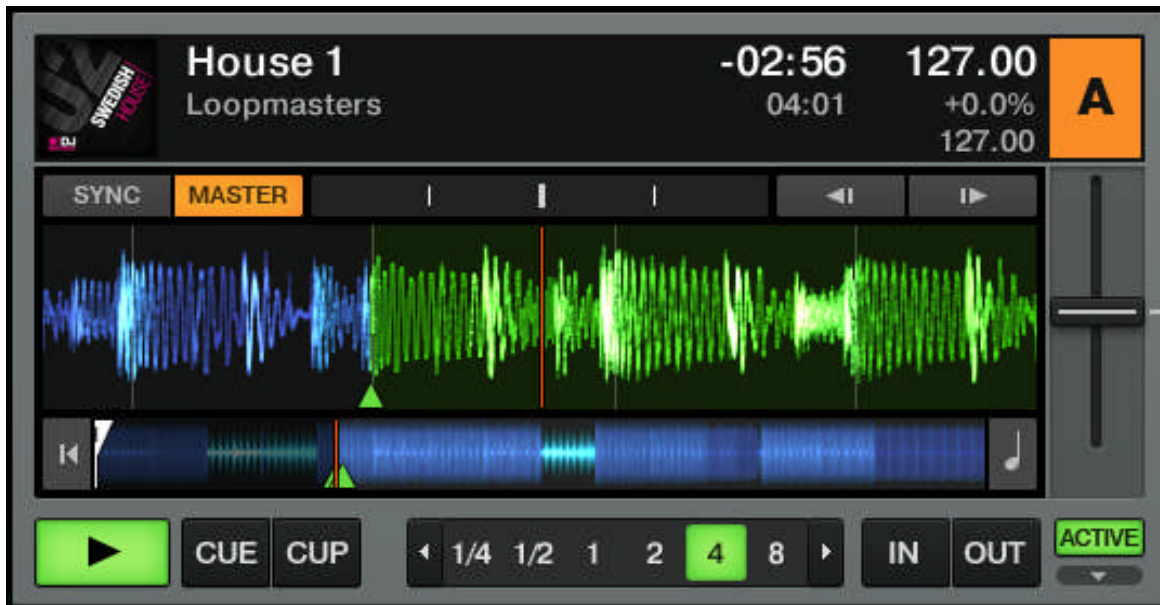 House 1
-02:56
127.00
A
Loopmasters
04:01
+0.0%
127.00
SWEDISH
HOUSE
DJ
SYNC
MASTER
CUE
CUP
1/4
1/2
1
2
4
8
IN
OUT
ACTIVE